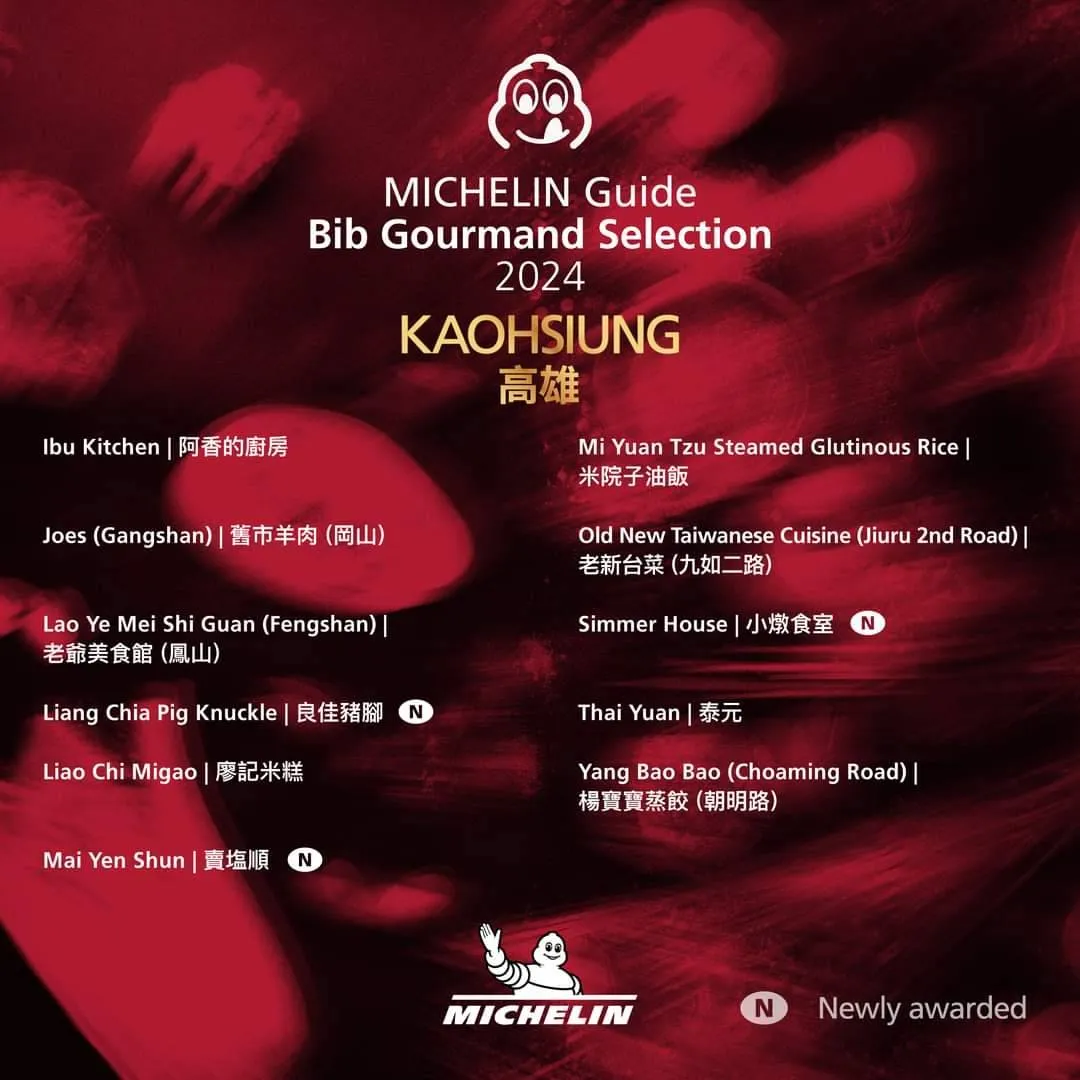 MICHELIN Guide
Bib Gourmand Selection
2024
KAOHSIUNG
高雄
Ibu Kitchen | 阿香的廚房
Joes (Gangshan) | 舊市羊肉 (岡山)
Lao Ye Mei Shi Guan (Fengshan) |
老爺美食館 (鳳山)
Liang Chia Pig Knuckle | 良佳豬腳 N
Liao Chi Migao | 廖記米糕
Mai Yen Shun | 賣塩順 N
Mi Yuan Tzu Steamed Glutinous Rice |
米院子油飯
Old New Taiwanese Cuisine (Jiuru 2nd Road) |
老新台菜 (九如二路)
Simmer House | 小燉食室 N
Thai Yuan | 泰元
Yang Bao Bao (Choaming Road) |
楊寶寶蒸餃 (朝明路)
MICHELIN
N Newly awarded